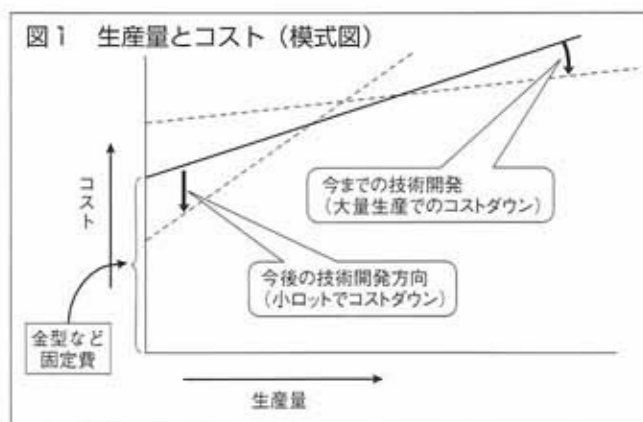 図1 生産量とコスト(模式図)
コスト
今までの技術開発
(大量生産でのコストダウン)
今後の技術開発方向
(小ロットでコストダウン)
金型など
固定費
生産量